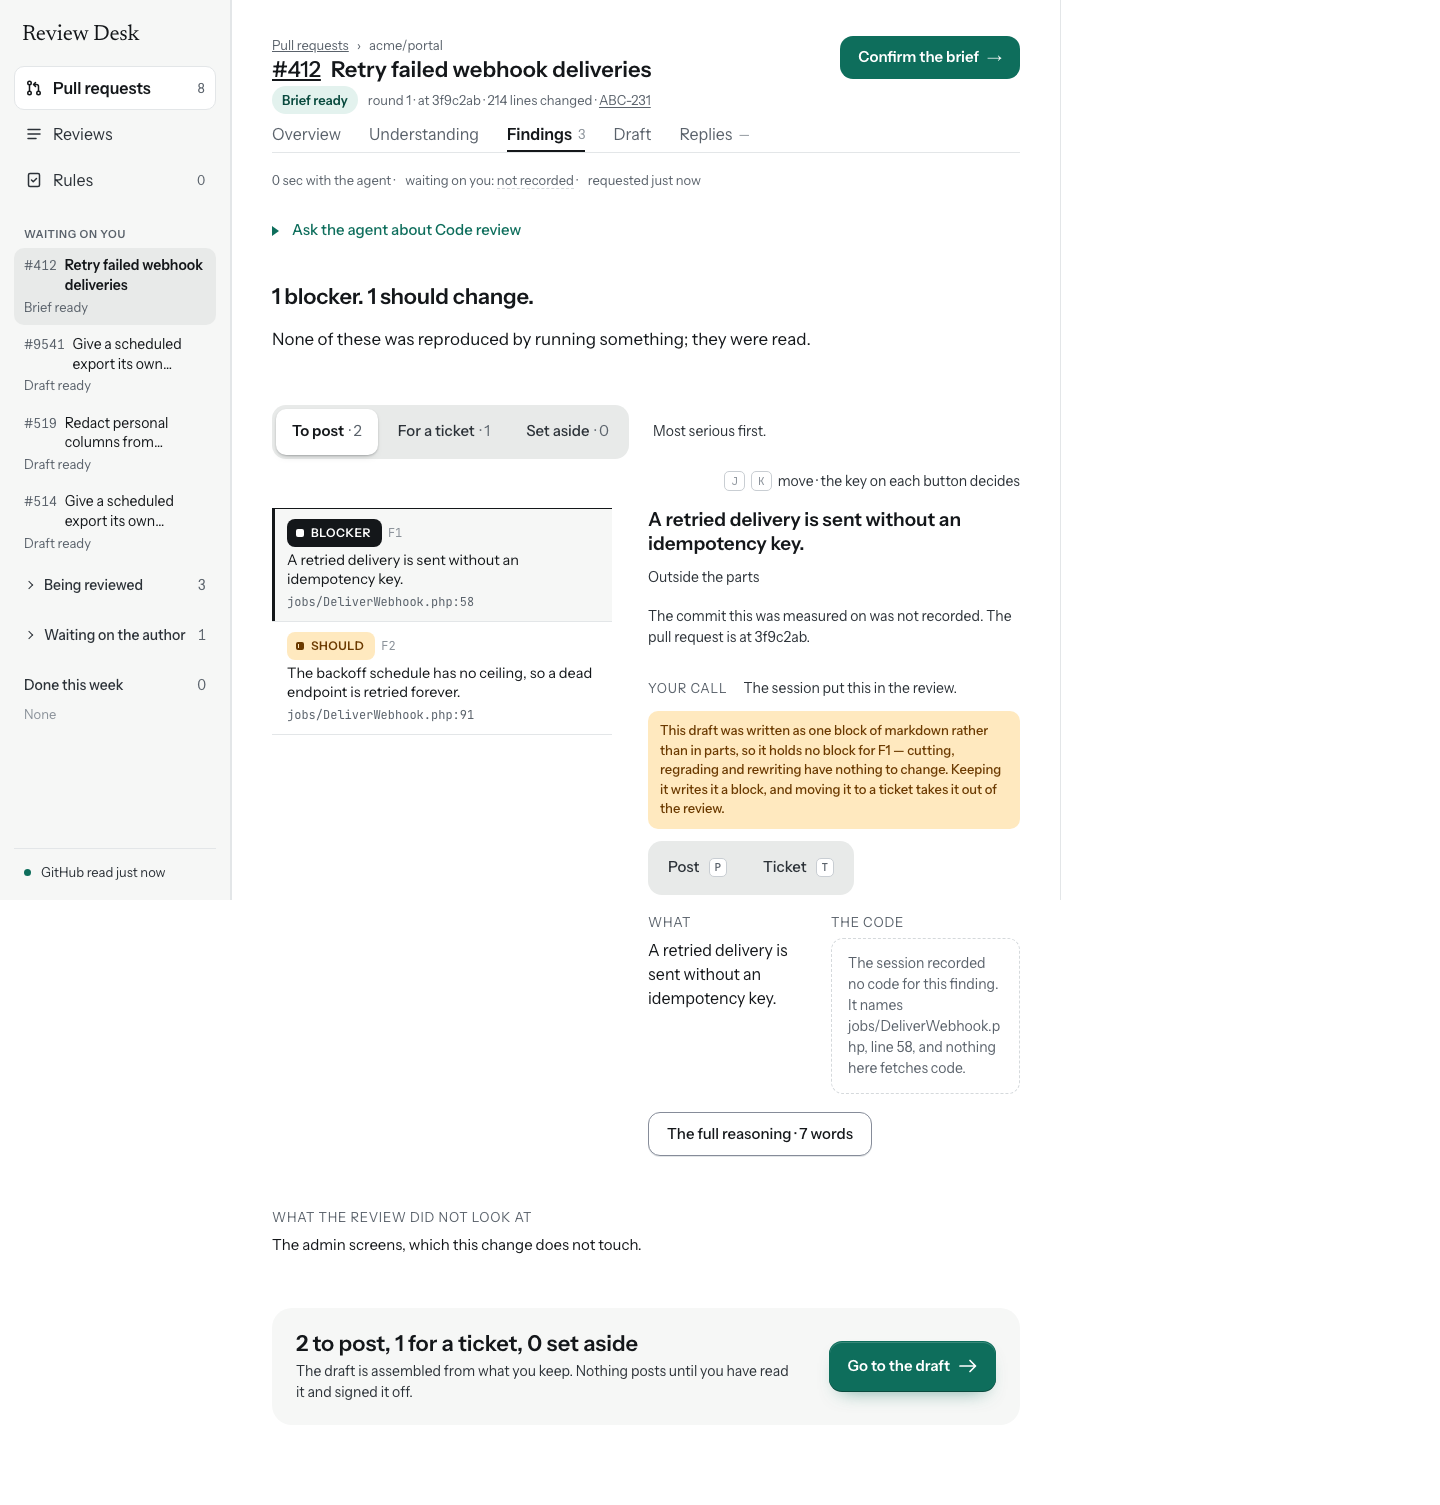 Review Desk
Pull requests 8
Reviews
Rules 0
WAITING ON YOU
#412 Retry failed webhook
deliveries
Brief ready
#9541 Give a scheduled
export its own…
Draft ready
#519 Redact personal
columns from…
Draft ready
#514 Give a scheduled
export its own…
Draft ready
Being reviewed 3
Waiting on the author 1
Done this week 0
None
GitHub read just now
Pull requests › acme/portal
#412 Retry failed webhook deliveries
Brief ready round 1 · at 3f9c2ab · 214 lines changed · ABC-231
Confirm the brief →
Overview Understanding Findings 3 Draft Replies —
0 sec with the agent · waiting on you: not recorded · requested just now
Ask the agent about Code review
1 blocker. 1 should change.
None of these was reproduced by running something; they were read.
To post · 2 For a ticket · 1 Set aside · 0 Most serious first.
J K move · the key on each button decides
BLOCKER F1
A retried delivery is sent without an
idempotency key.
jobs/DeliverWebhook.php:58
SHOULD F2
The backoff schedule has no ceiling, so a dead
endpoint is retried forever.
jobs/DeliverWebhook.php:91
A retried delivery is sent without an
idempotency key.
Outside the parts
The commit this was measured on was not recorded. The
pull request is at 3f9c2ab.
YOUR CALL The session put this in the review.
This draft was written as one block of markdown rather
than in parts, so it holds no block for F1 — cutting,
regrading and rewriting have nothing to change. Keeping
it writes it a block, and moving it to a ticket takes it out of
the review.
Post P Ticket T
WHAT
A retried delivery is
sent without an
idempotency key.
THE CODE
The session recorded
no code for this finding.
It names
jobs/DeliverWebhook.p
hp, line 58, and nothing
here fetches code.
The full reasoning · 7 words
WHAT THE REVIEW DID NOT LOOK AT
The admin screens, which this change does not touch.
2 to post, 1 for a ticket, 0 set aside
The draft is assembled from what you keep. Nothing posts until you have read
it and signed it off.
Go to the draft →